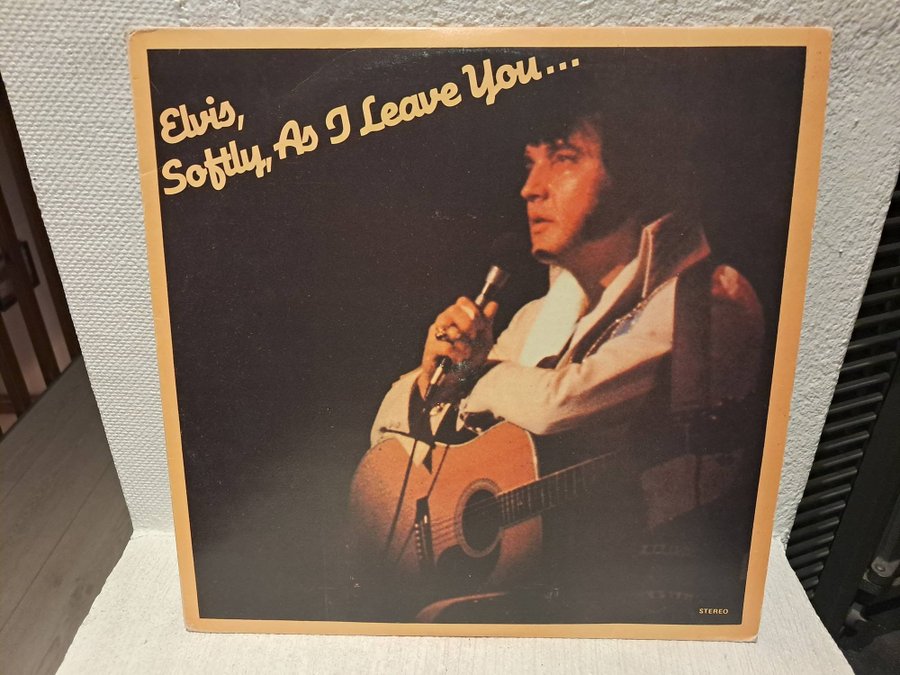 Elvis,
Softly, As I Leave You...
STEREO